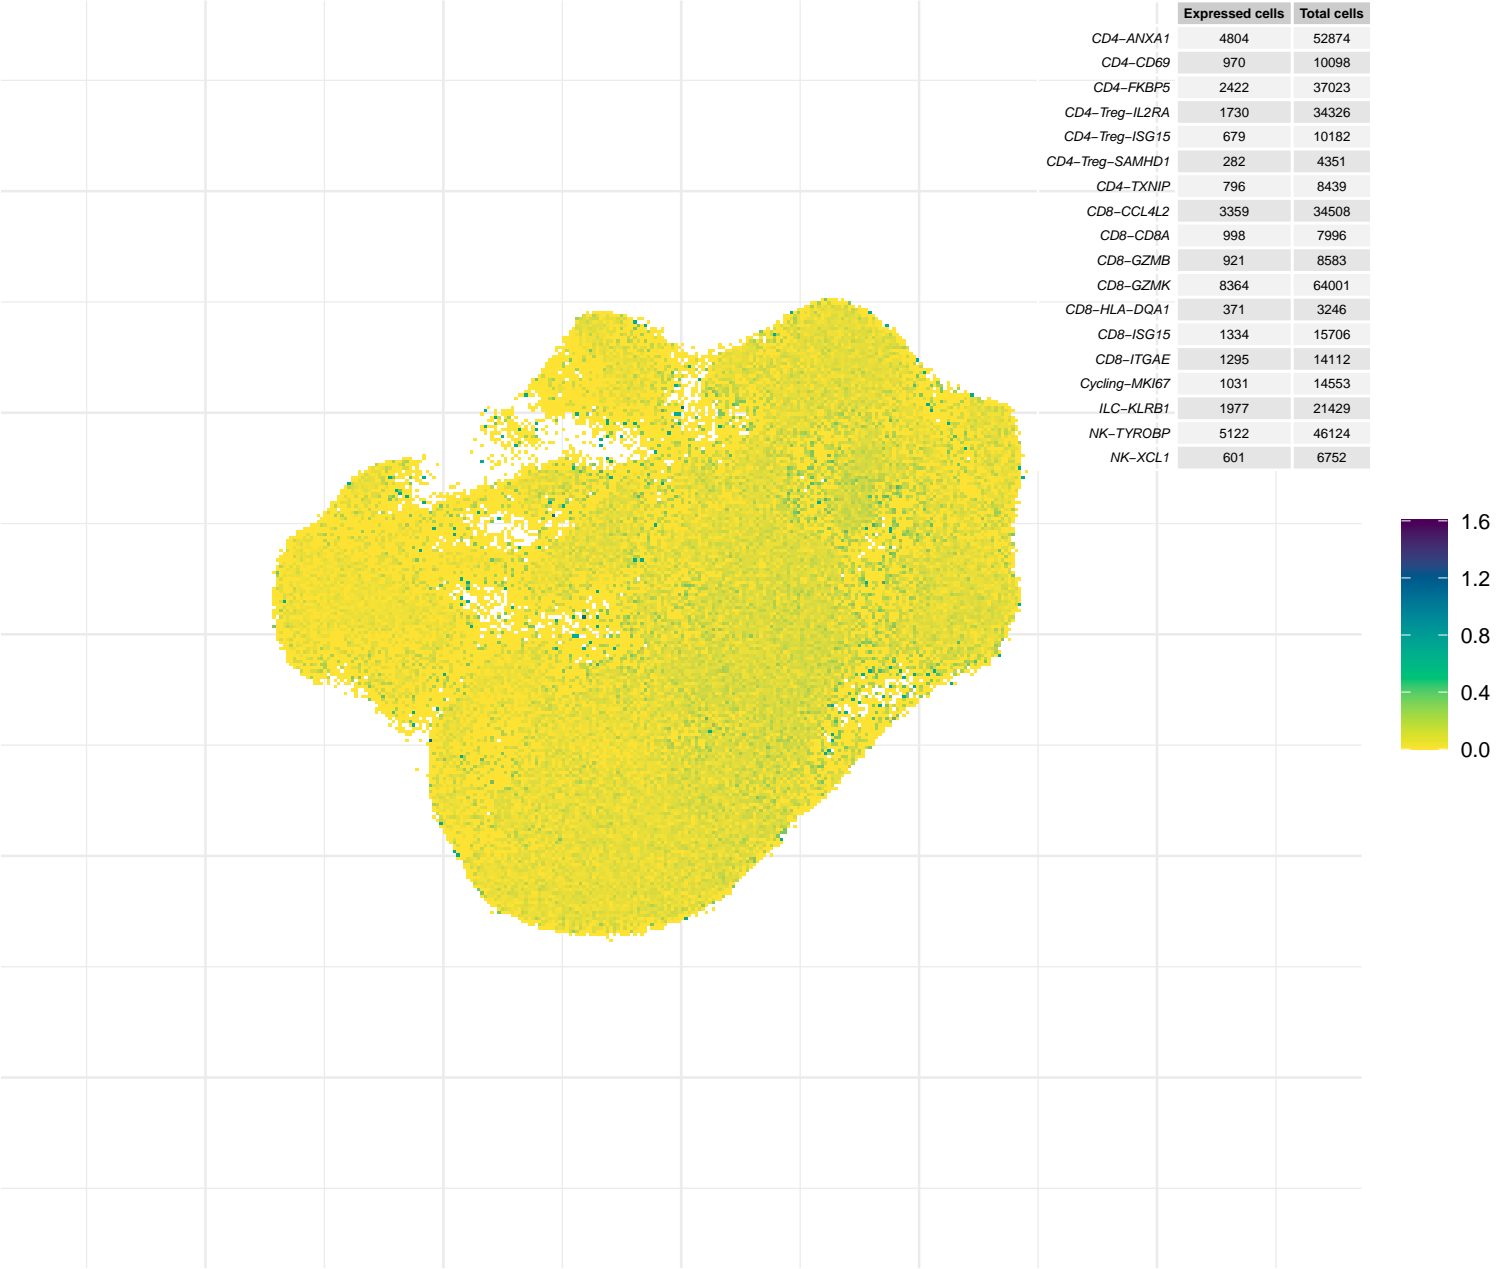 Expressed cells Total cells
CD4−ANXA1 4804 52874
CD4−CD69 970 10098
CD4−FKBP5 2422 37023
CD4−Treg−IL2RA 1730 34326
CD4−Treg−ISG15 679 10182
CD4−Treg−SAMHD1 282 4351
CD4−TXNIP 796 8439
CD8−CCL4L2 3359 34508
CD8−CD8A 998 7996
CD8−GZMB 921 8583
CD8−GZMK 8364 64001
CD8−HLA−DQA1 371 3246
CD8−ISG15 1334 15706
CD8−ITGAE 1295 14112
Cycling−MKI67 1031 14553
ILC−KLRB1 1977 21429
NK−TYROBP 5122 46124
NK−XCL1 601 6752
1.6
1.2
0.8
0.4
0.0